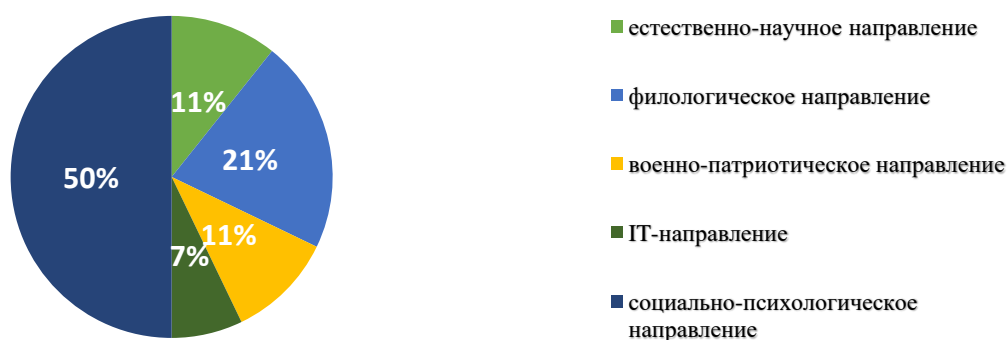 11%
21%
50%
11%
7%
естественно-научное направление
филологическое направление
военно-патриотическое направление
IT-направление
социально-психологическое
направление